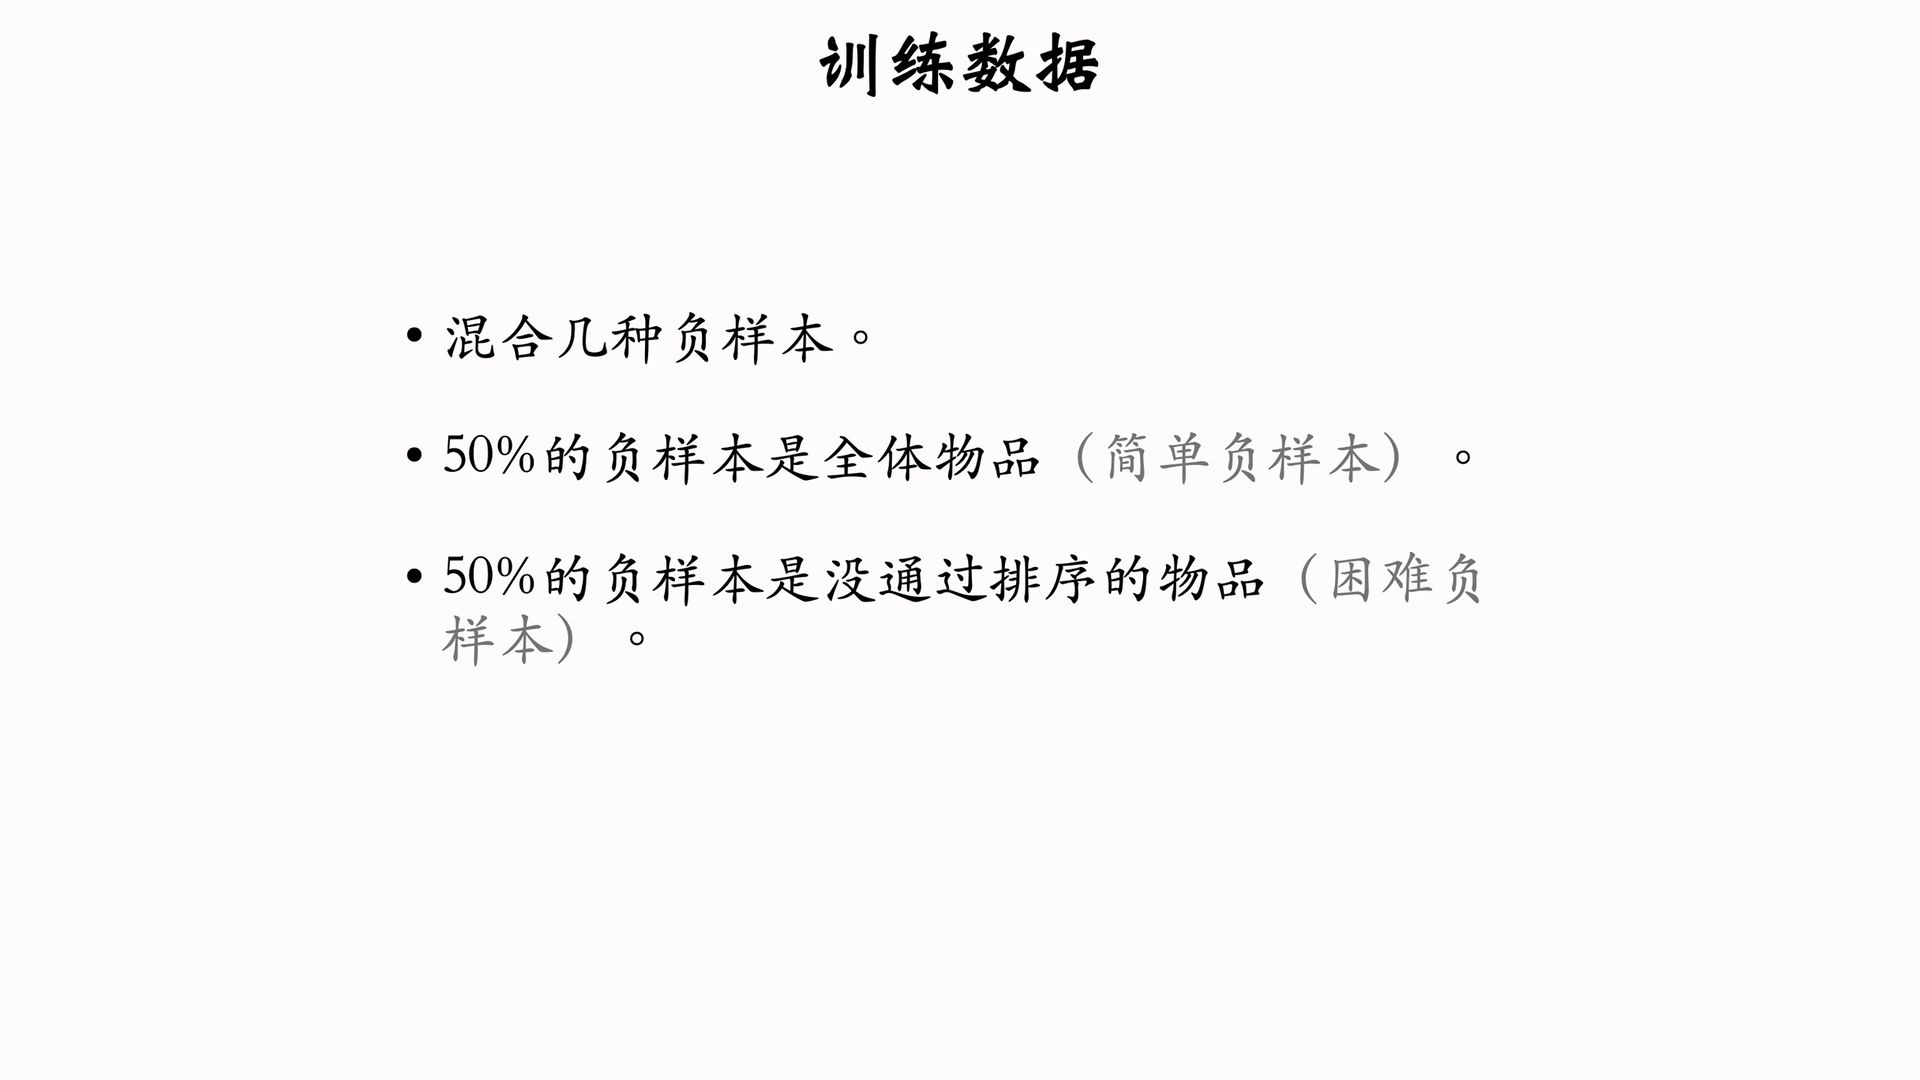 训练数据
• 混合几种负样本。
• 50%的负样本是全体物品（简单负样本）。
• 50%的负样本是没通过排序的物品（困难负
样本）。